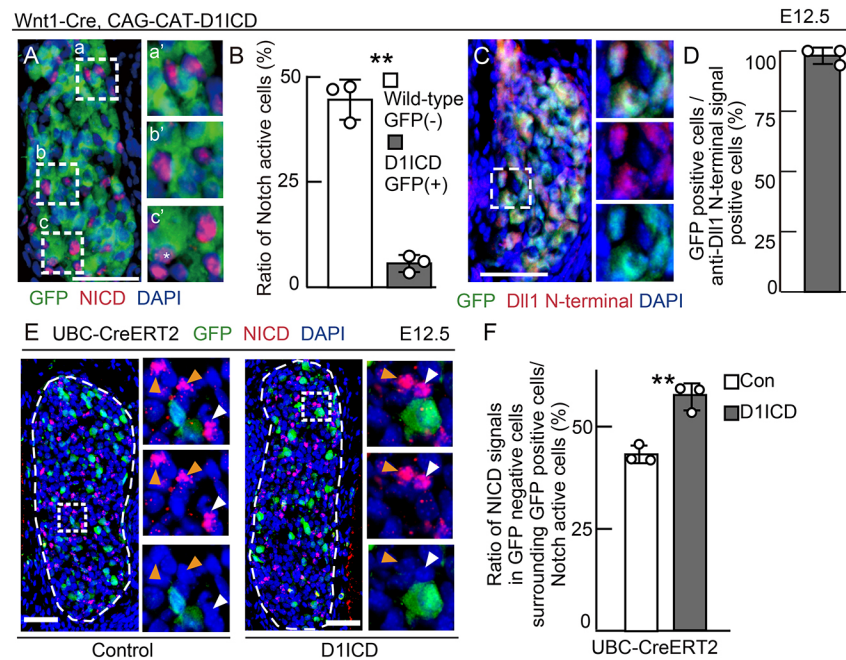 Wnt1-Cre, CAG-CAT-D1ICD
E12.5
A
a
b
c
a'
b'
c'
*
GFP NICD DAPI
B
Ratio of Notch active cells (%)
50
25
0
**
Wild-type
GFP(-)
D1ICD
GFP(+)
C
GFP Dll1 N-terminal DAPI
D
GFP positive cells /
anti-Dll1 N-terminal signal
positive cells (%)
100
100
50
25
0
E UBC-CreERT2 GFP NICD DAPI E12.5
Control
D1ICD
F
Ratio of NICD signals
in GFP negative cells
surrounding GFP positive cells/
Notch active cells (%)
50
25
0
**
Con
D1ICD
UBC-CreERT2